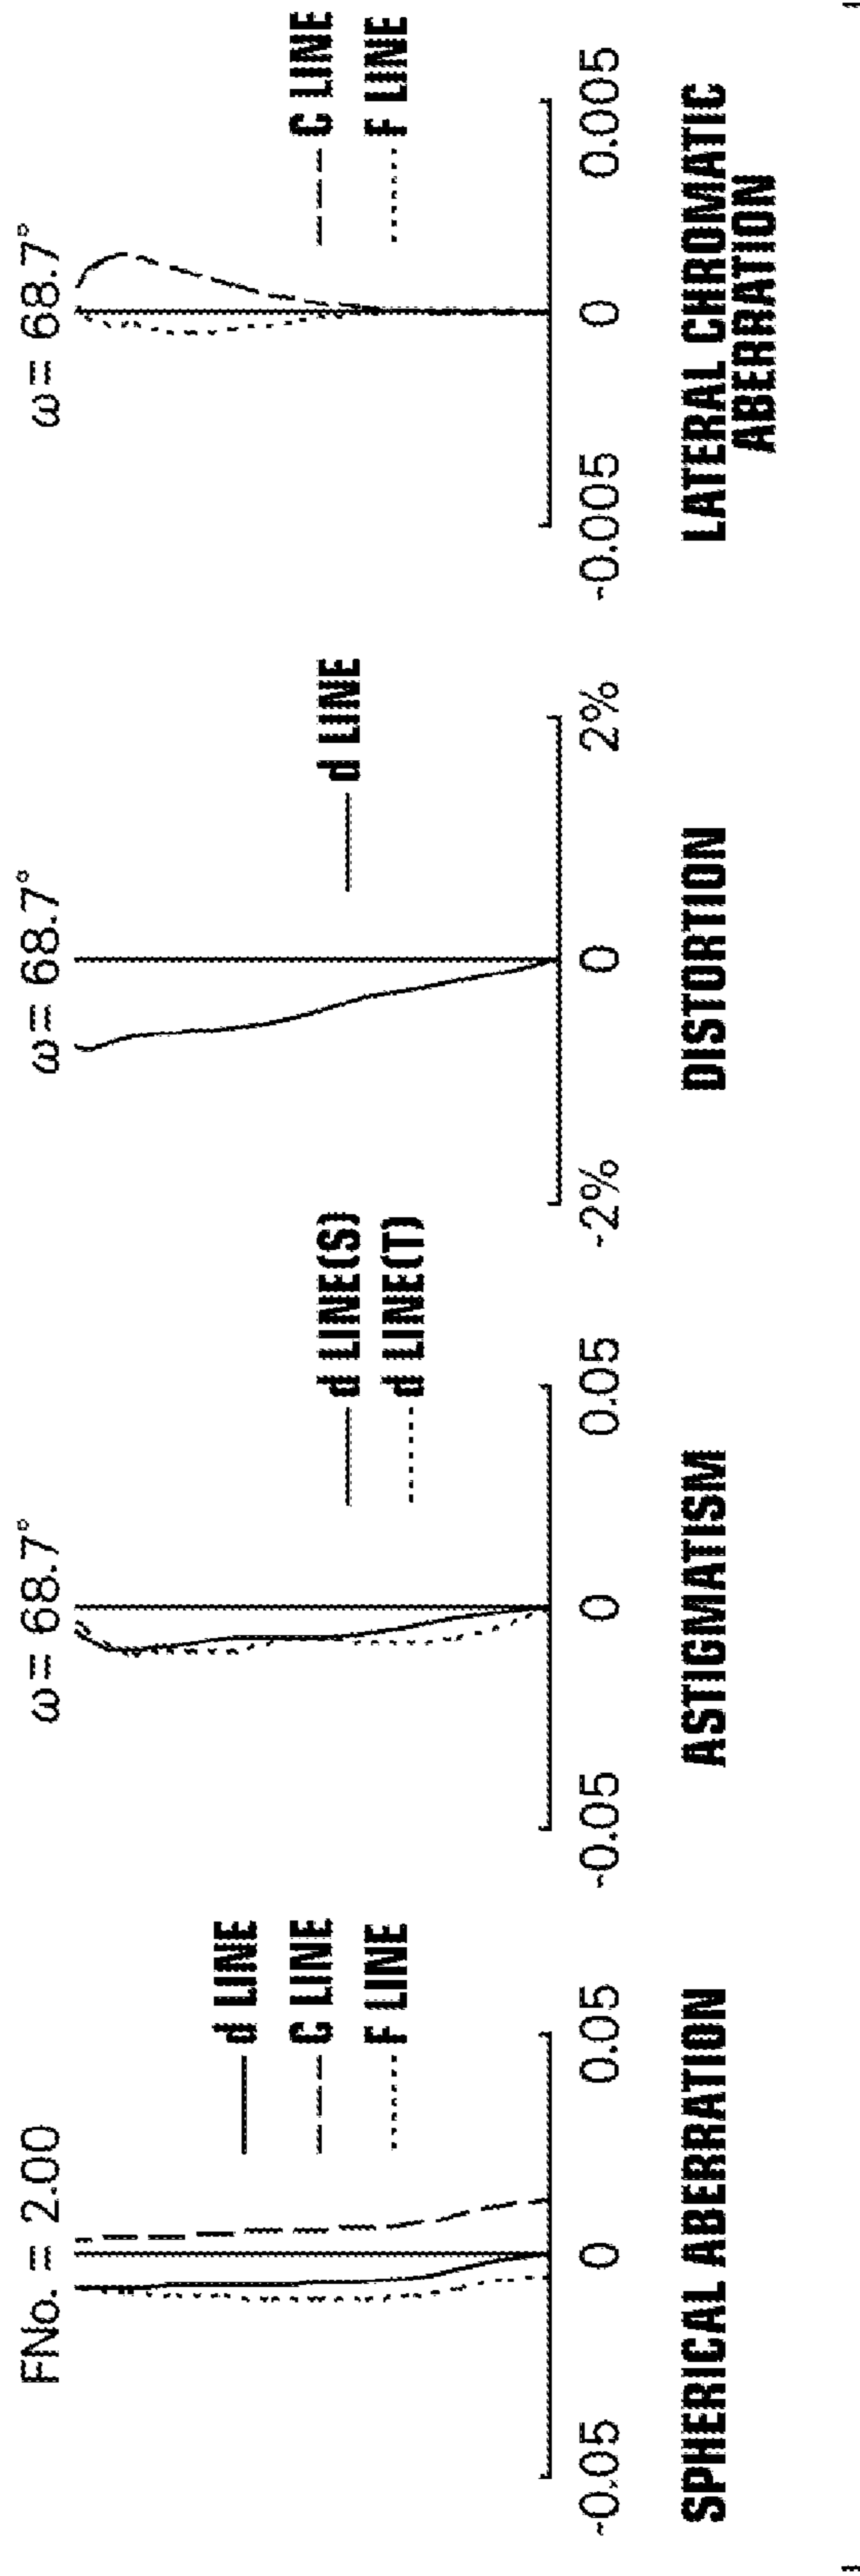 FNo. = 2.00
d LINE
C LINE
F LINE
-0.05
0
0.05
SPHERICAL ABERRATION
ω = 68.7°
d LINE(S)
d LINE(T)
-0.05
0
0.05
ASTIGMATISM
ω = 68.7°
d LINE
-2%
0
2%
DISTORTION
ω = 68.7°
C LINE
F LINE
-0.005
0
0.005
LATERAL CHROMATIC
ABERRATION